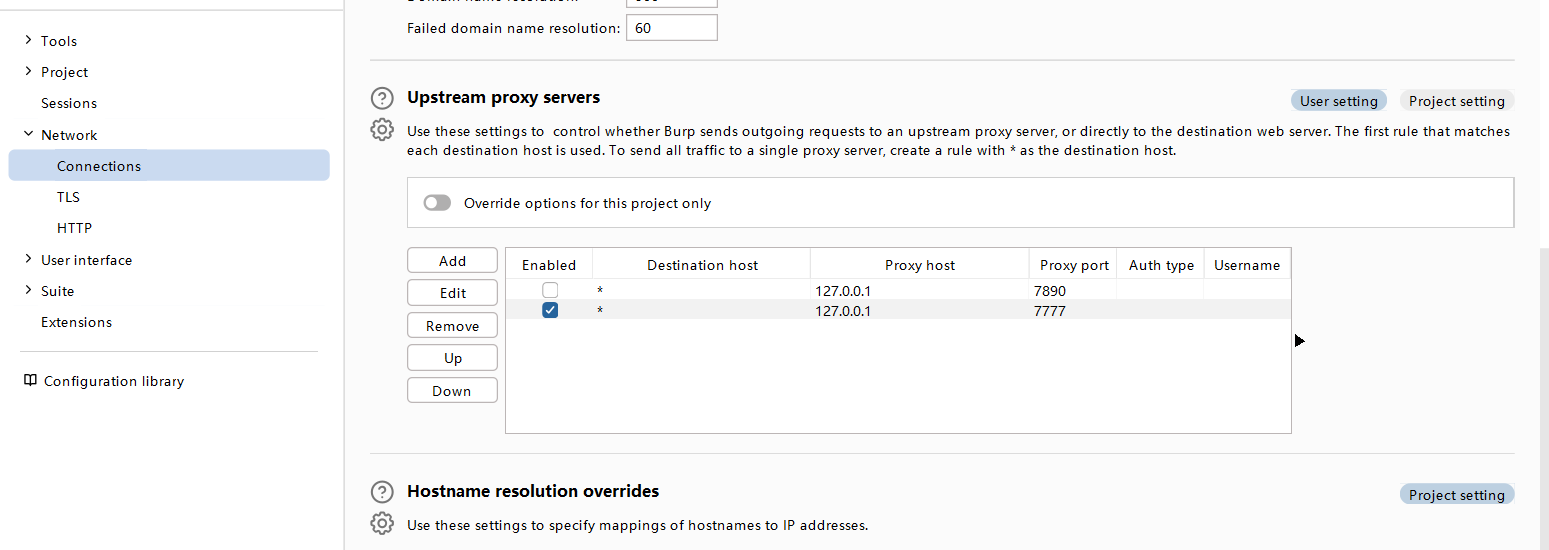 Failed domain name resolution: 60
Tools
Project
Sessions
Network
Connections
TLS
HTTP
User interface
Suite
Extensions
Configuration library
Upstream proxy servers
User setting
Project setting
Use these settings to  control whether Burp sends outgoing requests to an upstream proxy server, or directly to the destination web server. The first rule that matches
each destination host is used. To send all traffic to a single proxy server, create a rule with * as the destination host.
Override options for this project only
Add
Edit
Remove
Up
Down
Enabled Destination host Proxy host Proxy port Auth type Username
* 127.0.0.1 7890
* 127.0.0.1 7777
Hostname resolution overrides
Project setting
Use these settings to specify mappings of hostnames to IP addresses.